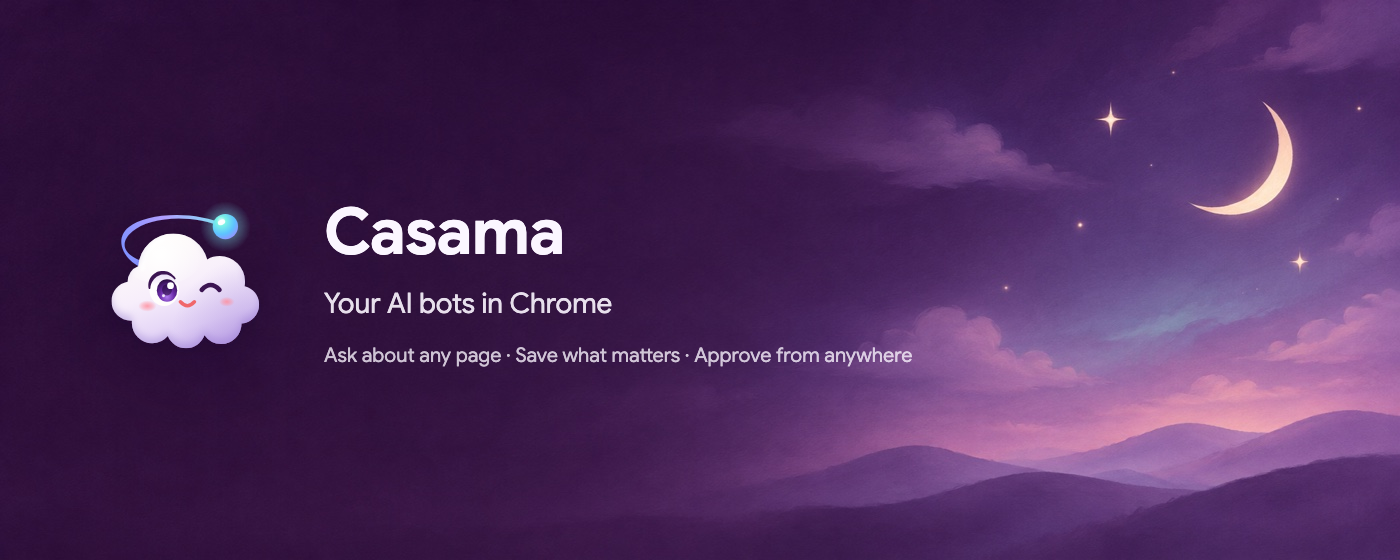 Casama
Your AI bots in Chrome
Ask about any page · Save what matters · Approve from anywhere